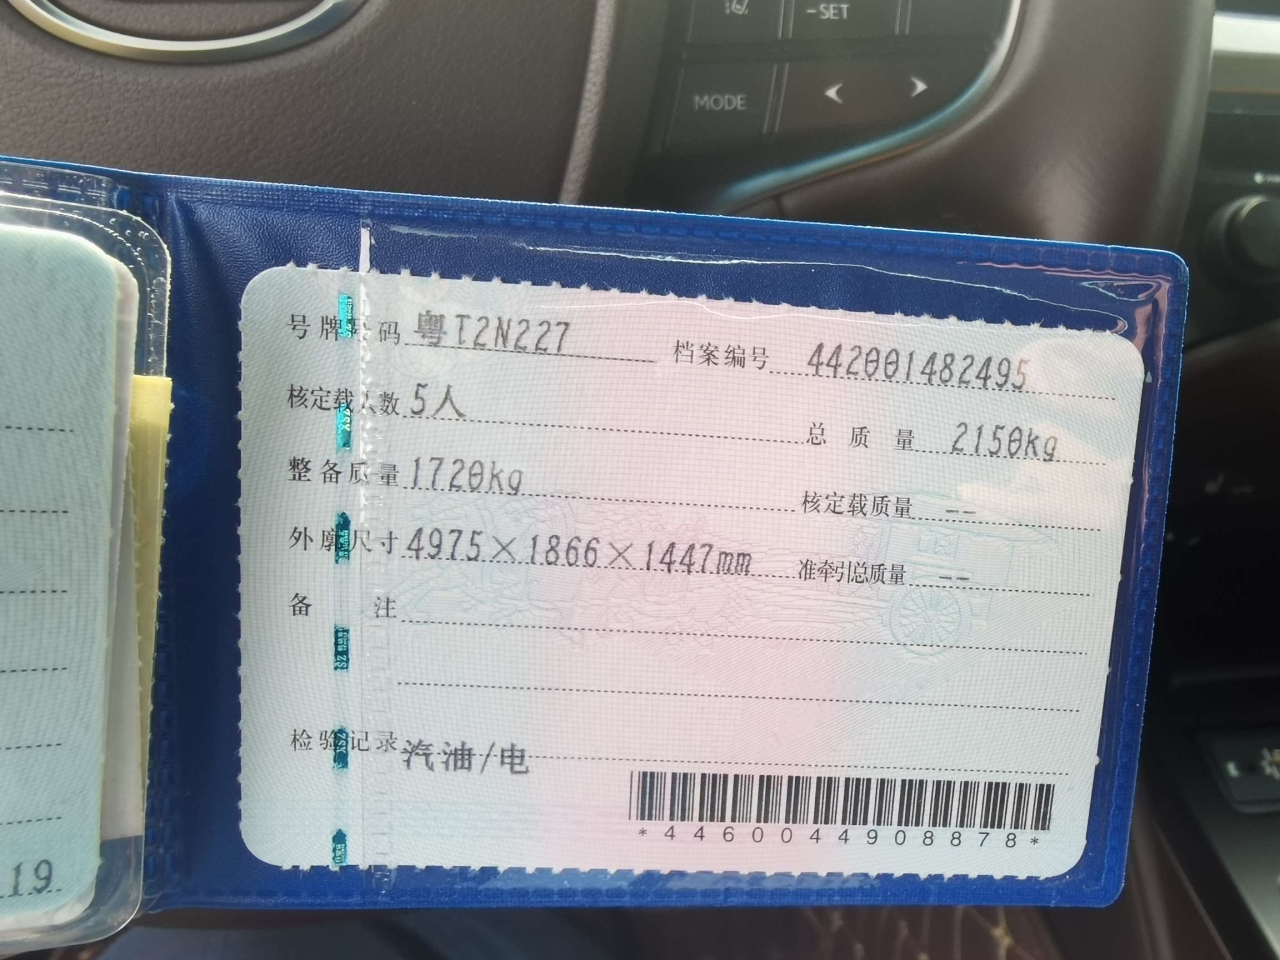 -SET
MODE
号牌号码 粤T2N227 档案编号 442001482495
核定载人数 5人
总质量 2150kg
整备质量 1720kg
核定载质量 --
外廓尺寸 4975×1866×1447mm 准牵引总质量 --
备注
检验记录 汽油/电
*4460044908878*
19